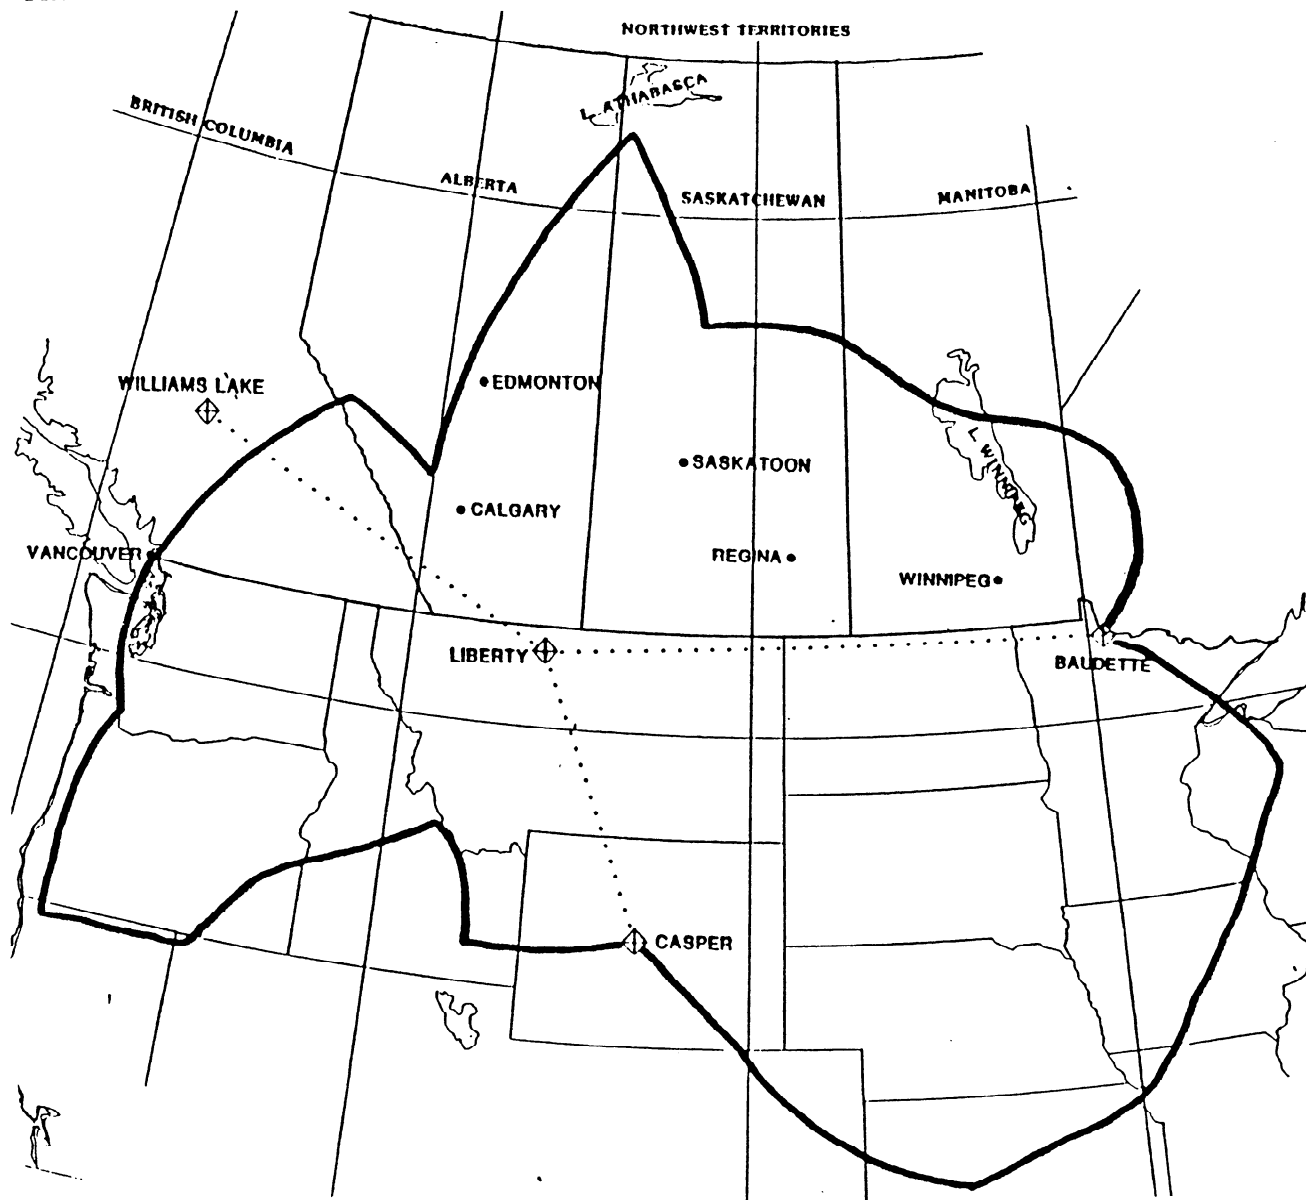 NORTHWEST TERRITORIES
L. ATHABASCA
BRITISH COLUMBIA
ALBERTA
SASKATCHEWAN
MANITOBA
WILLIAMS LAKE
EDMONTON
SASKATOON
L. WINNIPEG
CALGARY
VANCOUVER
REGINA
WINNIPEG
LIBERTY
BAUDETTE
CASPER